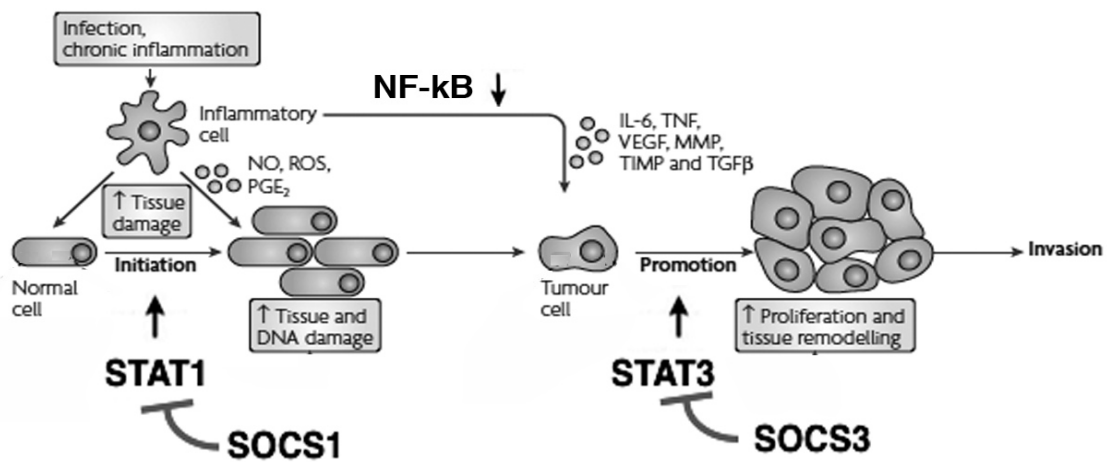 Infection,
chronic inflammation
NF-kB ↓
Inflammatory
cell
IL-6, TNF,
VEGF, MMP,
TIMP and TGFβ
NO, ROS,
PGE₂
↑ Tissue
damage
Initiation
Promotion
Invasion
Normal
cell
Tumour
cell
↑ Tissue and
DNA damage
↑ Proliferation and
tissue remodelling
STAT1
STAT3
SOCS1
SOCS3